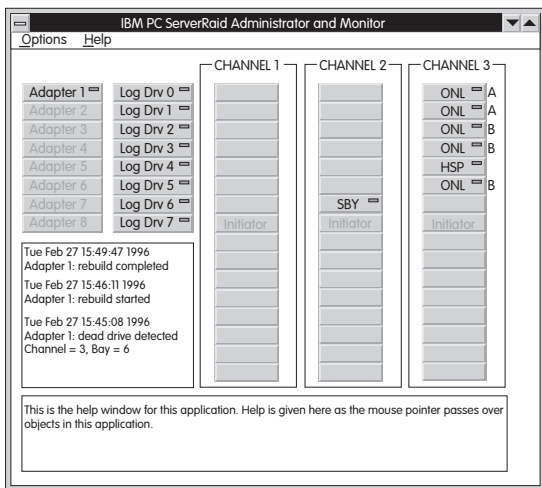 IBM PC ServerRaid Administrator and Monitor
Options Help
CHANNEL 1 CHANNEL 2 CHANNEL 3
Adapter 1 Log Drv 0 ONL A
Adapter 2 Log Drv 1 ONL A
Adapter 3 Log Drv 2 ONL B
Adapter 4 Log Drv 3 ONL B
Adapter 5 Log Drv 4 HSP
Adapter 6 Log Drv 5 ONL B
Adapter 7 Log Drv 6 SBY
Adapter 8 Log Drv 7 Initiator Initiator Initiator
Tue Feb 27 15:49:47 1996
Adapter 1: rebuild completed
Tue Feb 27 15:46:11 1996
Adapter 1: rebuild started
Tue Feb 27 15:45:08 1996
Adapter 1: dead drive detected
Channel = 3, Bay = 6
This is the help window for this application. Help is given here as the mouse pointer passes over
objects in this application.